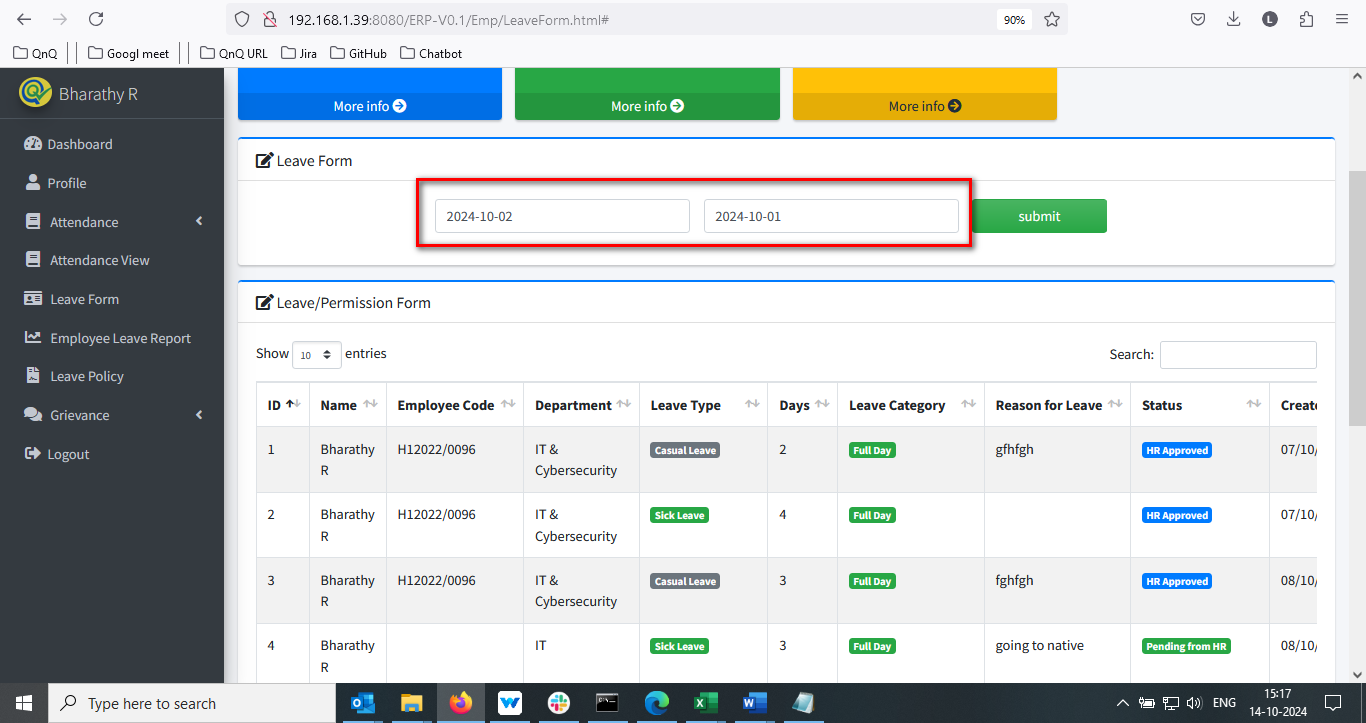 192.168.1.39:8080/ERP-V0.1/Emp/LeaveForm.html#
90%
L
QnQ
Googl meet
QnQ URL
Jira
GitHub
Chatbot
Bharathy R
Dashboard
Profile
Attendance
Attendance View
Leave Form
Employee Leave Report
Leave Policy
Grievance
Logout
More info
More info
More info
Leave Form
2024-10-02
2024-10-01
submit
Leave/Permission Form
Show 10 entries
Search:
ID Name Employee Code Department Leave Type Days Leave Category Reason for Leave Status Create
1 Bharathy H12022/0096 IT & Casual Leave 2 Full Day gfhfgh HR Approved 07/10/
R Cybersecurity
2 Bharathy H12022/0096 IT & Sick Leave 4 Full Day HR Approved 07/10/
R Cybersecurity
3 Bharathy H12022/0096 IT & Casual Leave 3 Full Day fghfgh HR Approved 08/10/
R Cybersecurity
4 Bharathy IT Sick Leave 3 Full Day going to native Pending from HR 08/10/
R
Type here to search
ENG
15:17
14-10-2024